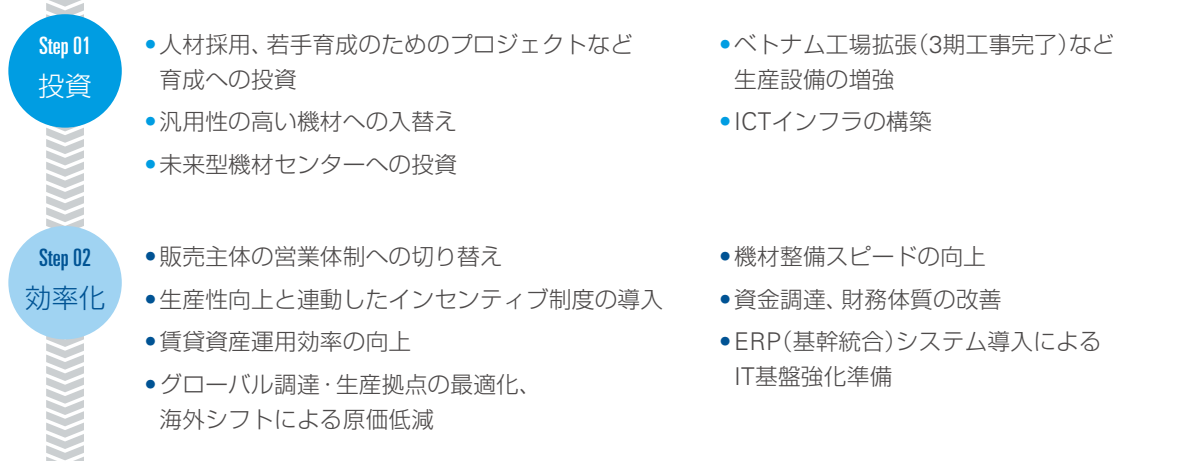 Step 01
投資
•人材採用、若手育成のためのプロジェクトなど
育成への投資
•汎用性の高い機材への入替え
•未来型機材センターへの投資
•ベトナム工場拡張(3期工事完了)など
生産設備の増強
•ICTインフラの構築
Step 02
効率化
•販売主体の営業体制への切り替え
•生産性向上と連動したインセンティブ制度の導入
•賃貸資産運用効率の向上
•グローバル調達・生産拠点の最適化、
海外シフトによる原価低減
•機材整備スピードの向上
•資金調達、財務体質の改善
•ERP(基幹統合)システム導入による
IT基盤強化準備